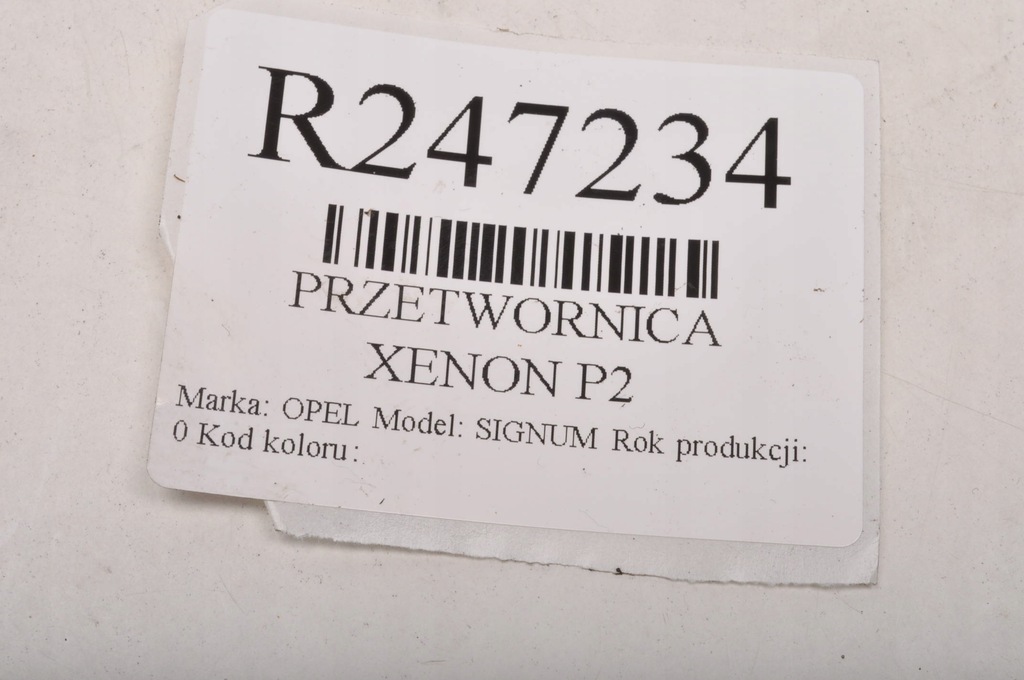 R247234
PRZETWORNICA
XENON P2
Marka: OPEL Model: SIGNUM Rok produkcji:
0 Kod koloru: